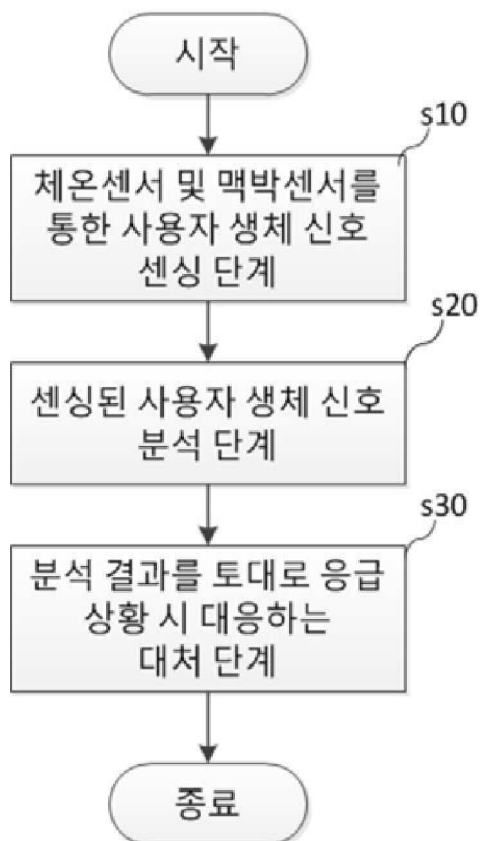 시작
s10
체온센서 및 맥박센서를
통한 사용자 생체 신호
센싱 단계
s20
센싱된 사용자 생체 신호
분석 단계
s30
분석 결과를 토대로 응급
상황 시 대응하는
대처 단계
종료